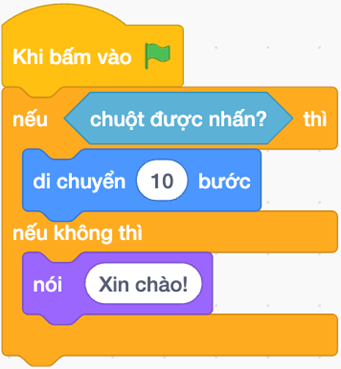 Khi bấm vào
nếu chuột được nhấn? thì
di chuyển 10 bước
nếu không thì
nói Xin chào!